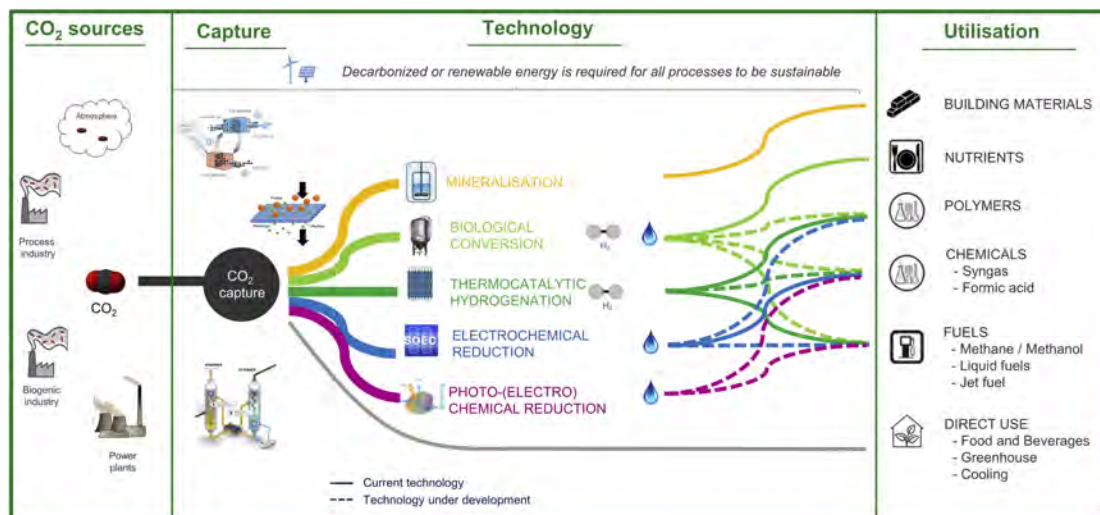 CO₂ sources
Capture
Technology
Utilisation
Decarbonized or renewable energy is required for all processes to be sustainable
Atmosphere
Process
industry
CO₂
Biogenic
industry
Power
plants
CO₂
capture
MINERALISATION
BIOLOGICAL
CONVERSION
H₂
THERMOCATALYTIC
HYDROGENATION
H₂
SOEC
ELECTROCHEMICAL
REDUCTION
PHOTO-(ELECTRO)
CHEMICAL REDUCTION
Current technology
Technology under development
BUILDING MATERIALS
NUTRIENTS
POLYMERS
CHEMICALS
- Syngas
- Formic acid
FUELS
- Methane / Methanol
- Liquid fuels
- Jet fuel
DIRECT USE
- Food and Beverages
- Greenhouse
- Cooling